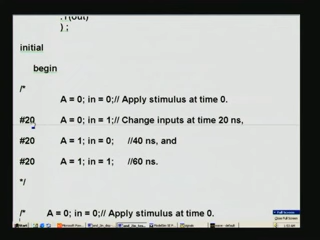 .T(out)
) ;
initial
begin
/*
A = 0; in = 0;// Apply stimulus at time 0.
#20 A = 0; in = 1;// Change inputs at time 20 ns,
#20 A = 1; in = 0; //40 ns, and
#20 A = 1; in = 1; //60 ns.
*/
/* A = 0; in = 0;// Apply stimulus at time 0.